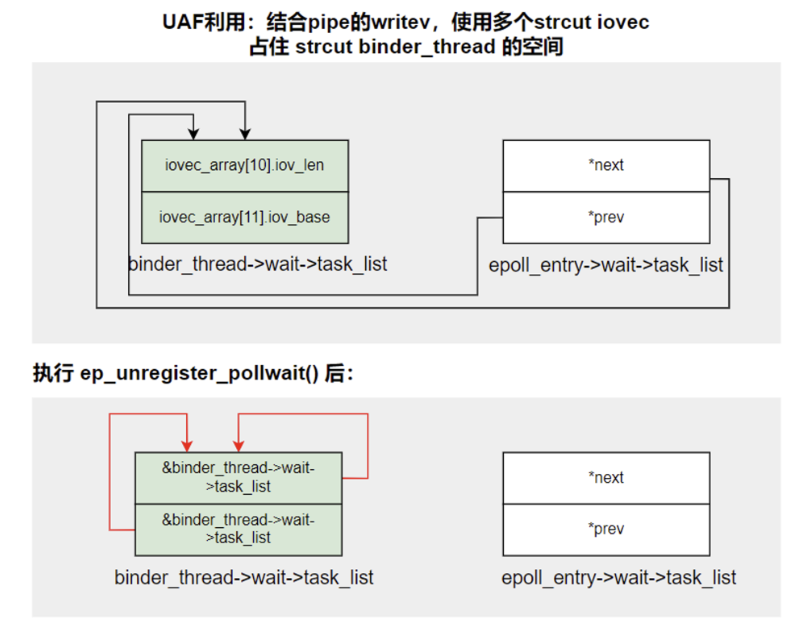 UAF利用：结合pipe的writev，使用多个strcut iovec
占住 strcut binder_thread 的空间
iovec_array[10].iov_len
iovec_array[11].iov_base
binder_thread->wait->task_list
*next
*prev
epoll_entry->wait->task_list
执行 ep_unregister_pollwait() 后：
&binder_thread->wait-
>task_list
&binder_thread->wait-
>task_list
binder_thread->wait->task_list
*next
*prev
epoll_entry->wait->task_list